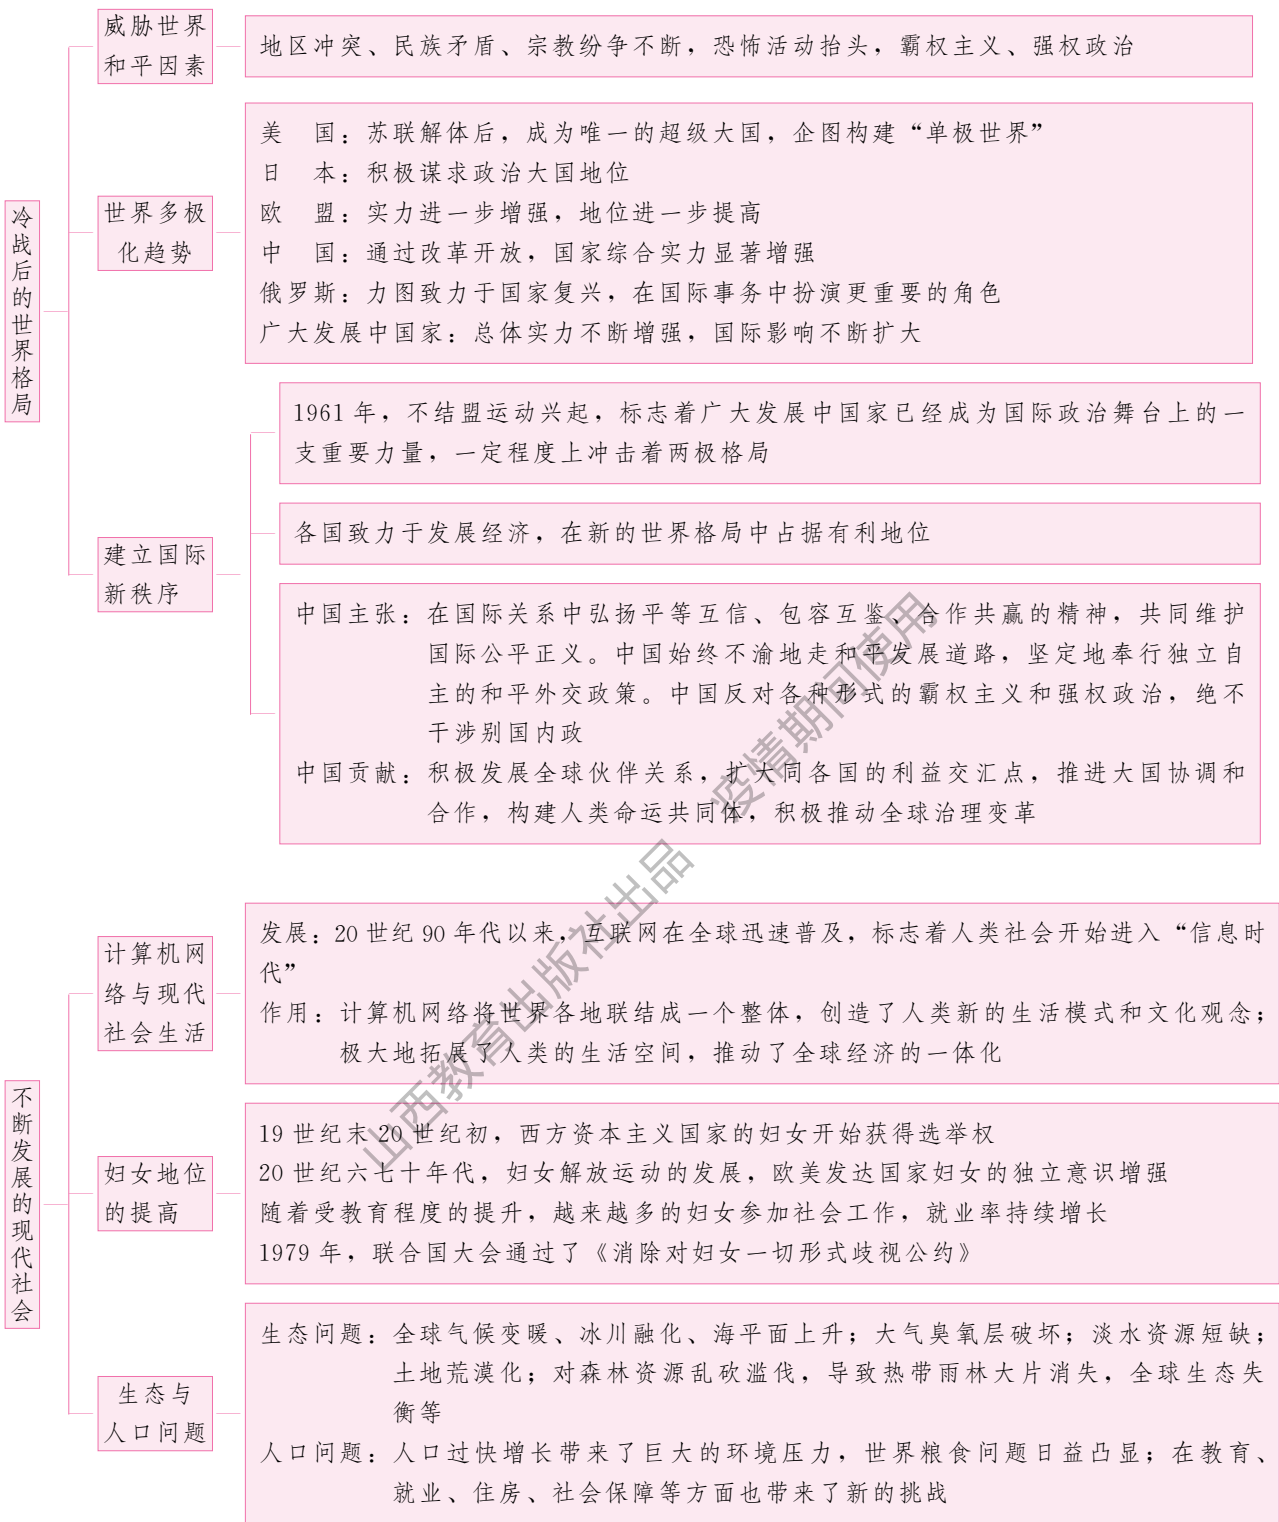 冷战后的世界格局
威胁世界
和平因素
地区冲突、民族矛盾、宗教纷争不断，恐怖活动抬头，霸权主义、强权政治
世界多极
化趋势
美　国：苏联解体后，成为唯一的超级大国，企图构建“单极世界”
日　本：积极谋求政治大国地位
欧　盟：实力进一步增强，地位进一步提高
中　国：通过改革开放，国家综合实力显著增强
俄罗斯：力图致力于国家复兴，在国际事务中扮演更重要的角色
广大发展中国家：总体实力不断增强，国际影响不断扩大
建立国际
新秩序
1961 年，不结盟运动兴起，标志着广大发展中国家已经成为国际政治舞台上的一
支重要力量，一定程度上冲击着两极格局
各国致力于发展经济，在新的世界格局中占据有利地位
中国主张：在国际关系中弘扬平等互信、包容互鉴、合作共赢的精神，共同维护
国际公平正义。中国始终不渝地走和平发展道路，坚定地奉行独立自
主的和平外交政策。中国反对各种形式的霸权主义和强权政治，绝不
干涉别国内政
中国贡献：积极发展全球伙伴关系，扩大同各国的利益交汇点，推进大国协调和
合作，构建人类命运共同体，积极推动全球治理变革
不断发展的现代社会
计算机网
络与现代
社会生活
发展：20 世纪 90 年代以来，互联网在全球迅速普及，标志着人类社会开始进入“信息时
代”
作用：计算机网络将世界各地联结成一个整体，创造了人类新的生活模式和文化观念；
极大地拓展了人类的生活空间，推动了全球经济的一体化
妇女地位
的提高
19 世纪末 20 世纪初，西方资本主义国家的妇女开始获得选举权
20 世纪六七十年代，妇女解放运动的发展，欧美发达国家妇女的独立意识增强
随着受教育程度的提升，越来越多的妇女参加社会工作，就业率持续增长
1979 年，联合国大会通过了《消除对妇女一切形式歧视公约》
生态与
人口问题
生态问题：全球气候变暖、冰川融化、海平面上升；大气臭氧层破坏；淡水资源短缺；
土地荒漠化；对森林资源乱砍滥伐，导致热带雨林大片消失，全球生态失
衡等
人口问题：人口过快增长带来了巨大的环境压力，世界粮食问题日益凸显；在教育、
就业、住房、社会保障等方面也带来了新的挑战
山西教育出版社出品　疫情期间使用